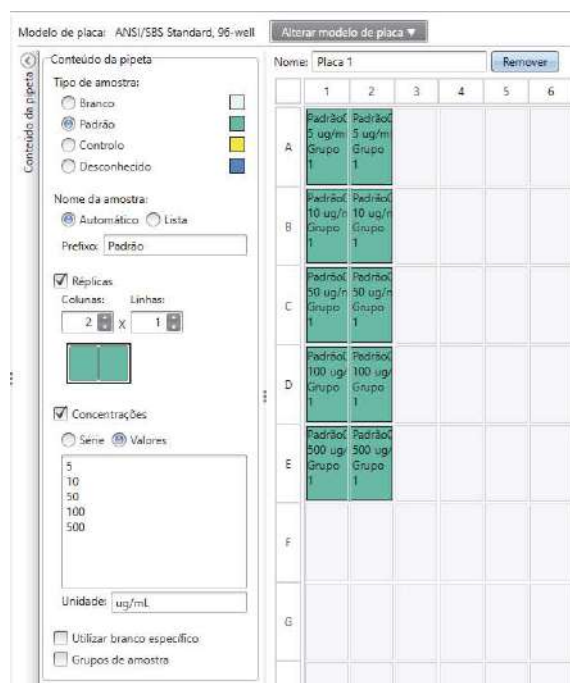 Modelo de placa: ANSI/SBS Standard, 96-well Alterar modelo de placa ▼
Conteúdo da pipeta
Conteúdo da pipeta
Tipo de amostra:
Branco
Padrão
Controlo
Desconhecido
Nome da amostra:
Automático Lista
Prefixo: Padrão
Réplicas
Colunas: Linhas:
2 x 1
Concentrações
Série Valores
5
10
50
100
500
Unidade: ug/mL
Utilizar branco específico
Grupos de amostra
Nome: Placa 1 Remover
1 2 3 4 5 6
A
Padrão Padrão
5 ug/m 5 ug/m
Grupo Grupo
1 1
B
Padrão Padrão
10 ug/ 10 ug/
Grupo Grupo
1 1
C
Padrão Padrão
50 ug/ 50 ug/
Grupo Grupo
1 1
D
Padrão Padrão
100 ug/ 100 ug/
Grupo Grupo
1 1
E
Padrão Padrão
500 ug/ 500 ug/
Grupo Grupo
1 1
F
G